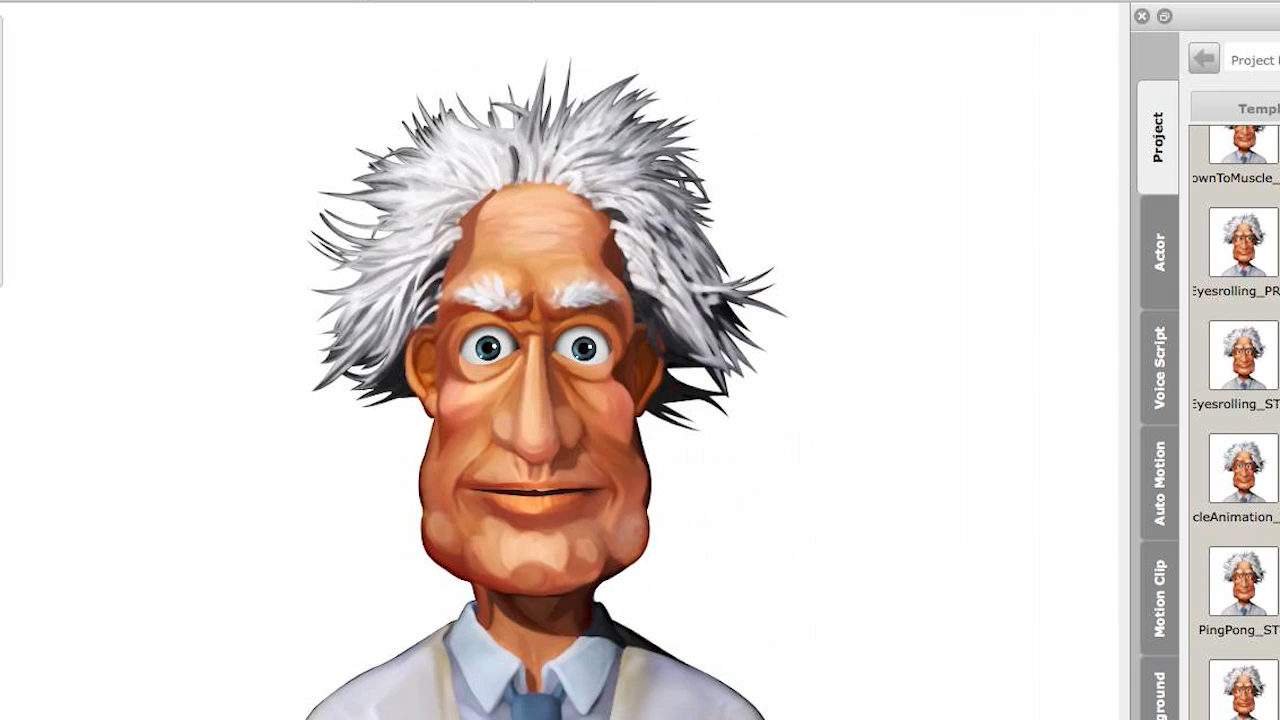 Project
Templ
ownToMuscle_
Project
Eyesrolling_PR
Actor
Eyesrolling_ST
Voice Script
cleAnimation_
Auto Motion
PingPong_ST
Motion Clip
ground